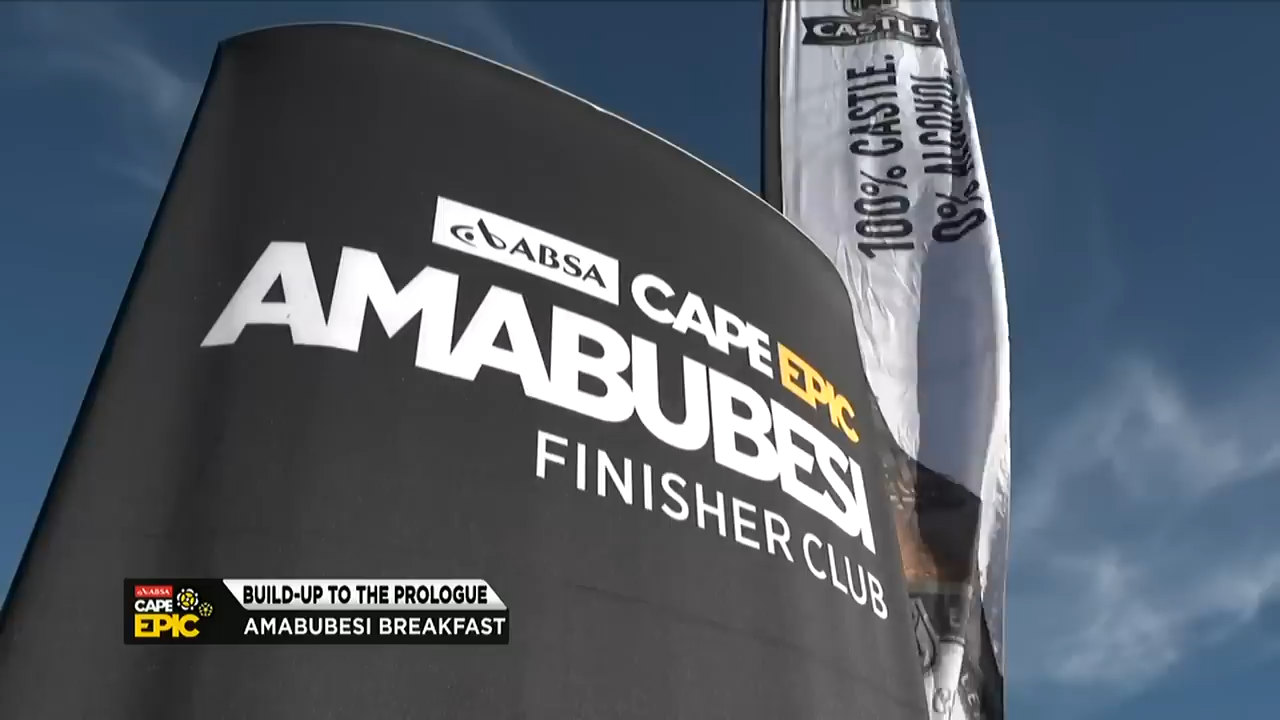 CASTLE
100% CASTLE.
0% ALCOHOL.
ABSA
CAPE EPIC
AMABUBESI
FINISHER CLUB
ABSA
CAPE
EPIC
BUILD-UP TO THE PROLOGUE
AMABUBESI BREAKFAST